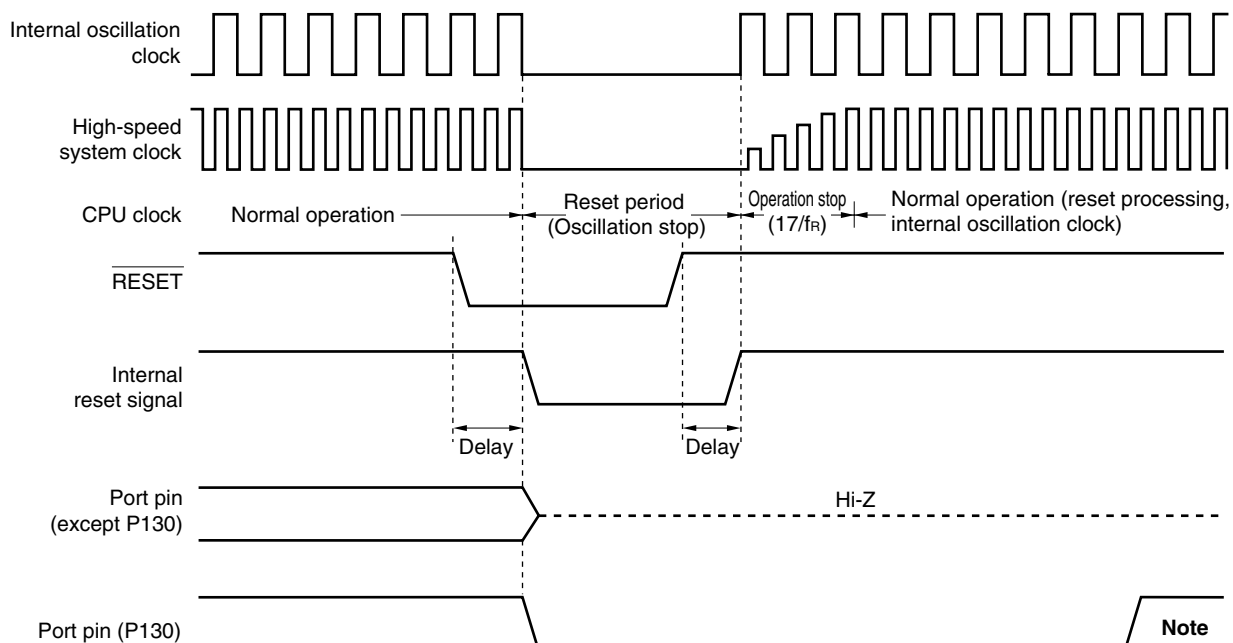 Internal oscillation
clock
High-speed
system clock
CPU clock
Normal operation
Reset period
(Oscillation stop)
Operation stop
(17/fR)
Normal operation (reset processing,
internal oscillation clock)
RESET
Internal
reset signal
Delay
Delay
Port pin
(except P130)
Hi-Z
Port pin (P130)
Note